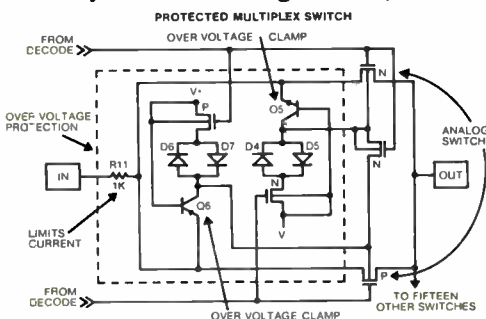 PROTECTED MULTIPLEX SWITCH
FROM
DECODE
OVER VOLTAGE CLAMP
N
V+
P
Q5
OVER VOLTAGE
PROTECTION
ANALOG
SWITCH
D6
D7
D4
D5
N
N
IN
R11
1K
OUT
Q6
V
LIMITS
CURRENT
P
FROM
DECODE
TO FIFTEEN
OTHER SWITCHES
OVER VOLTAGE CLAMP